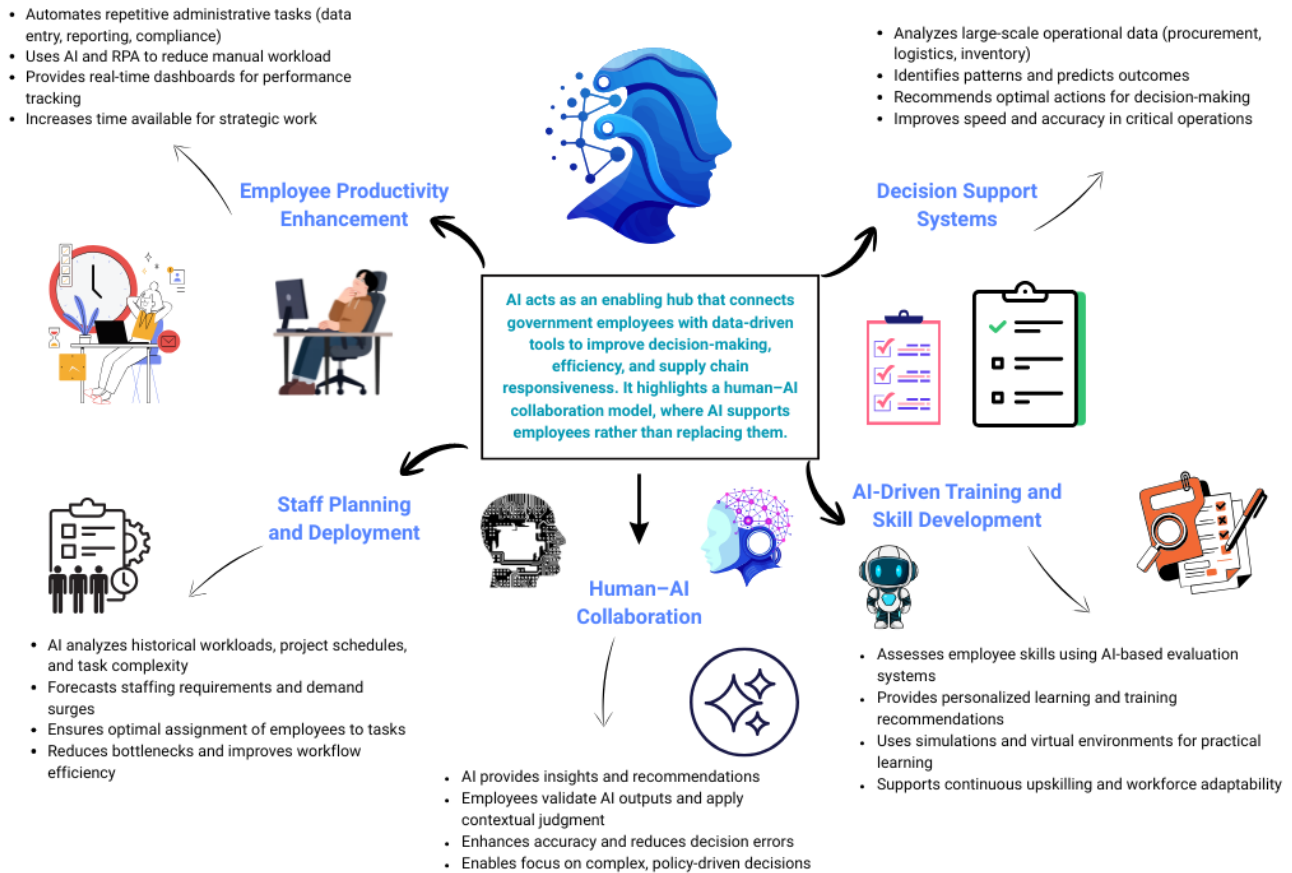 • Automates repetitive administrative tasks (data
entry, reporting, compliance)
• Uses AI and RPA to reduce manual workload
• Provides real-time dashboards for performance
tracking
• Increases time available for strategic work
• Analyzes large-scale operational data (procurement,
logistics, inventory)
• Identifies patterns and predicts outcomes
• Recommends optimal actions for decision-making
• Improves speed and accuracy in critical operations
Employee Productivity
Enhancement
Decision Support
Systems
AI acts as an enabling hub that connects
government employees with data-driven
tools to improve decision-making,
efficiency, and supply chain
responsiveness. It highlights a human–AI
collaboration model, where AI supports
employees rather than replacing them.
Staff Planning
and Deployment
AI-Driven Training and
Skill Development
Human–AI
Collaboration
• AI analyzes historical workloads, project schedules,
and task complexity
• Forecasts staffing requirements and demand
surges
• Ensures optimal assignment of employees to tasks
• Reduces bottlenecks and improves workflow
efficiency
• Assesses employee skills using AI-based evaluation
systems
• Provides personalized learning and training
recommendations
• Uses simulations and virtual environments for practical
learning
• Supports continuous upskilling and workforce adaptability
• AI provides insights and recommendations
• Employees validate AI outputs and apply
contextual judgment
• Enhances accuracy and reduces decision errors
• Enables focus on complex, policy-driven decisions